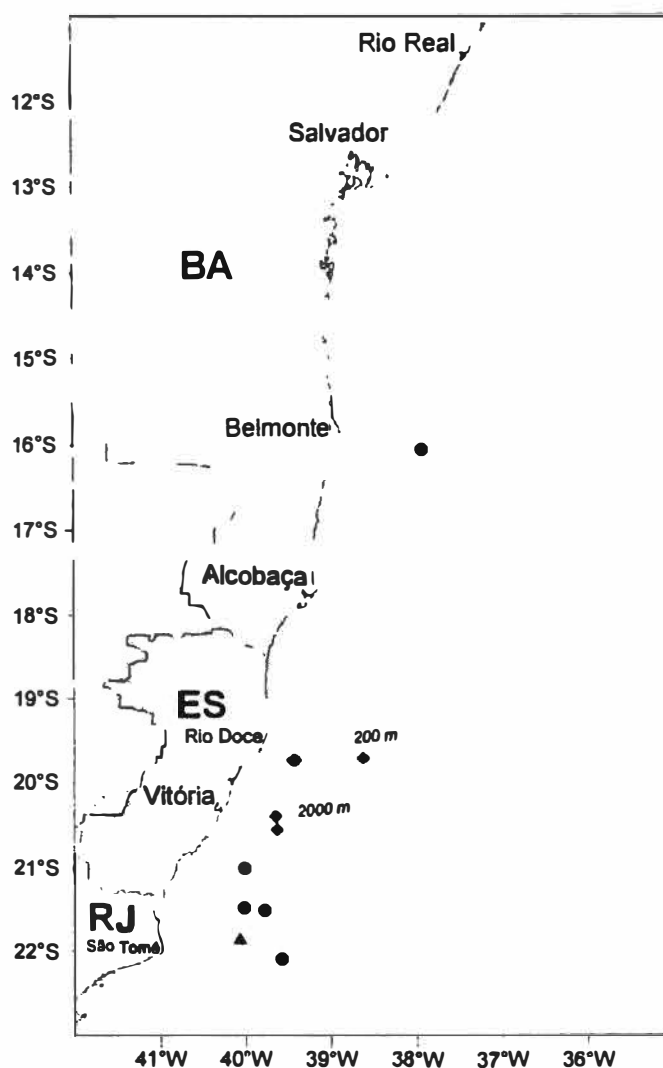 Rio Real
12°S
Salvador
13°S
BA
14°S
15°S
Belmonte
16°S
17°S
Alcobaça
18°S
19°S
ES
Rio Doce
200 m
20°S
Vitória
2000 m
21°S
RJ
São Tomé
22°S
41°W 40°W 39°W 38°W 37°W 36°W